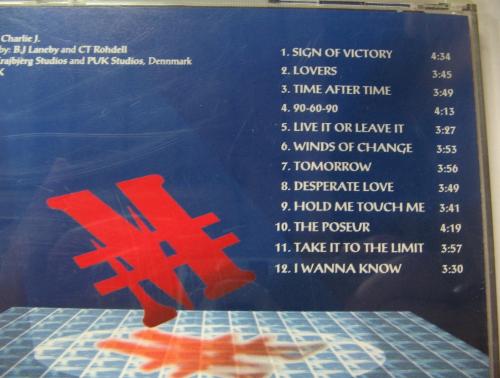 Charlie J.
by: B.J Laneby and CT Rohdell
Krajbjèrg Studios and PUK Studios, Dennmark
K
1. SIGN OF VICTORY 4:34
2. LOVERS 3:45
3. TIME AFTER TIME 3:49
4. 90-60-90 4:13
5. LIVE IT OR LEAVE IT 3:27
6. WINDS OF CHANGE 3:53
7. TOMORROW 3:56
8. DESPERATE LOVE 3:49
9. HOLD ME TOUCH ME 3:41
10. THE POSEUR 4:19
11. TAKE IT TO THE LIMIT 3:57
12. I WANNA KNOW 3:30